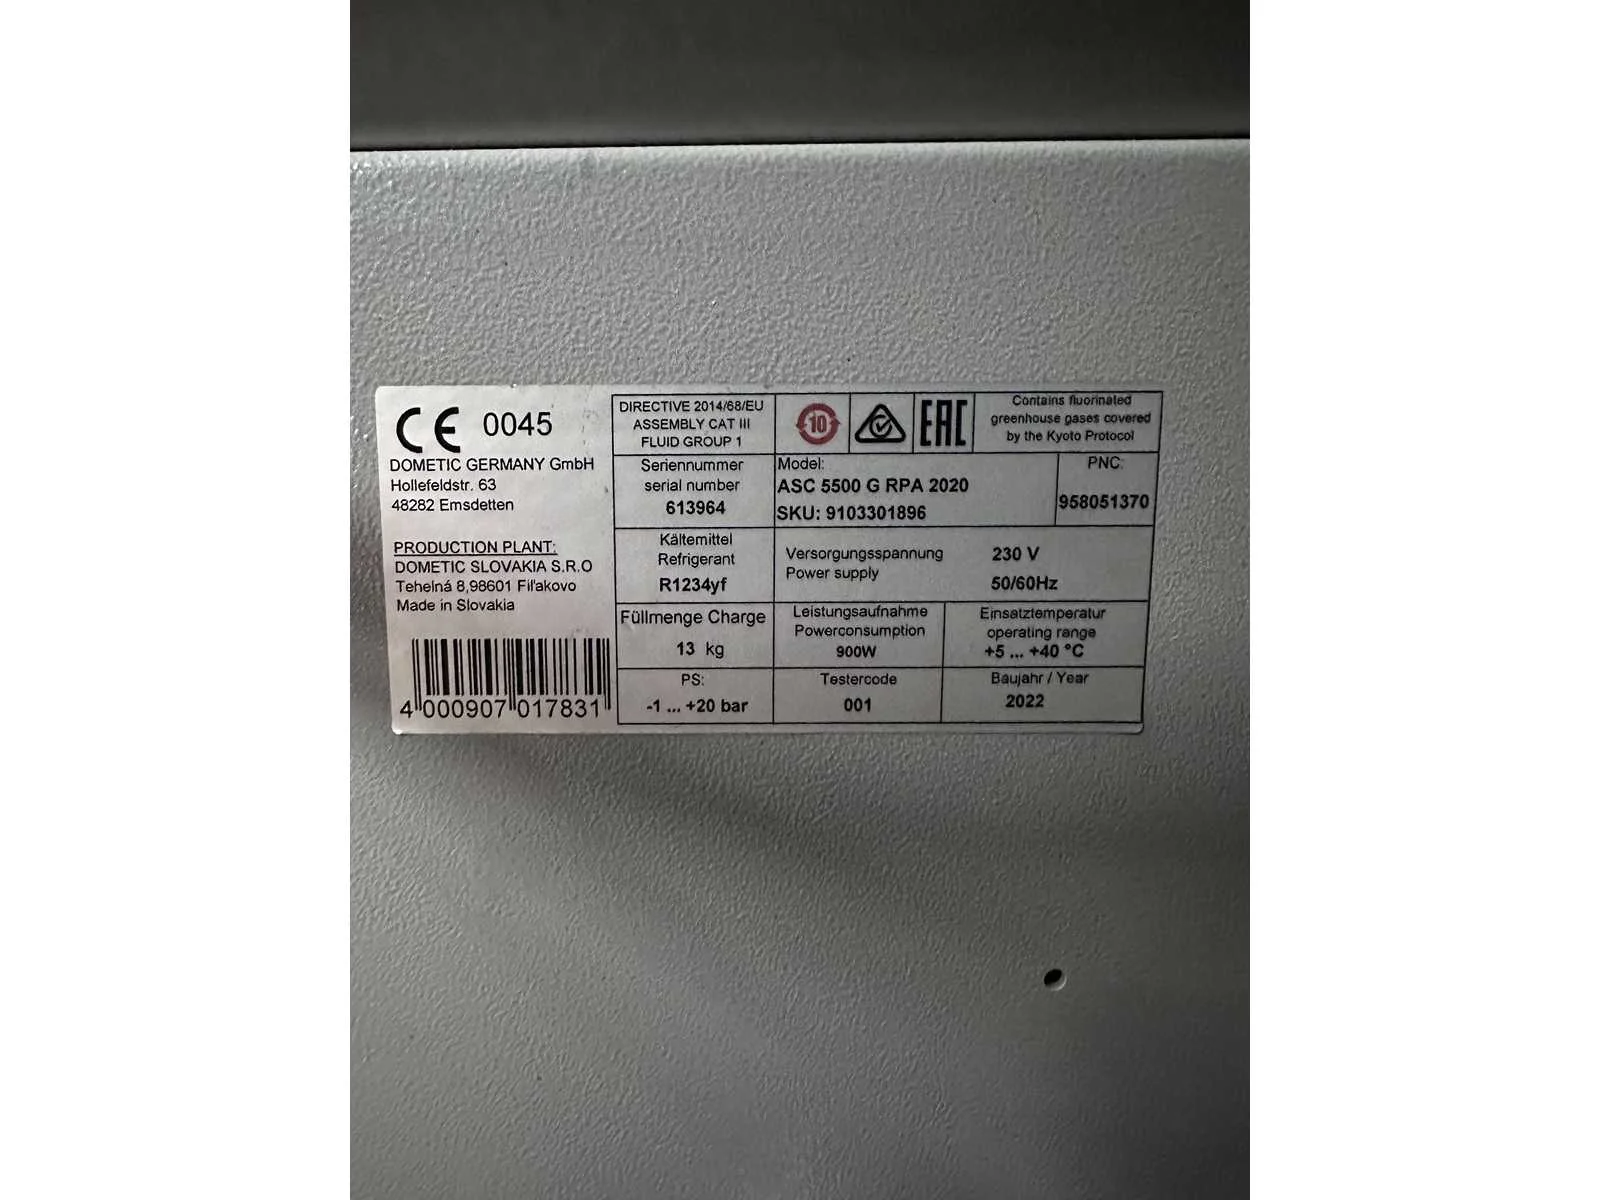 CE 0045
DOMETIC GERMANY GmbH
Hollefeldstr. 63
48282 Emsdetten
PRODUCTION PLANT:
DOMETIC SLOVAKIA S.R.O
Tehelná 8,98601 Fiľakovo
Made in Slovakia
4 000907 017831
DIRECTIVE 2014/68/EU
ASSEMBLY CAT III
FLUID GROUP 1
10
EAC
Contains fluorinated
greenhouse gases covered
by the Kyoto Protocol
Seriennummer
serial number
613964
Model:
ASC 5500 G RPA 2020
SKU: 9103301896
PNC:
958051370
Kältemittel
Refrigerant
R1234yf
Versorgungsspannung
Power supply
230 V
50/60Hz
Füllmenge Charge
13 kg
Leistungsaufnahme
Powerconsumption
900W
Einsatztemperatur
operating range
+5 ... +40 °C
PS:
-1 ... +20 bar
Testercode
001
Baujahr / Year
2022